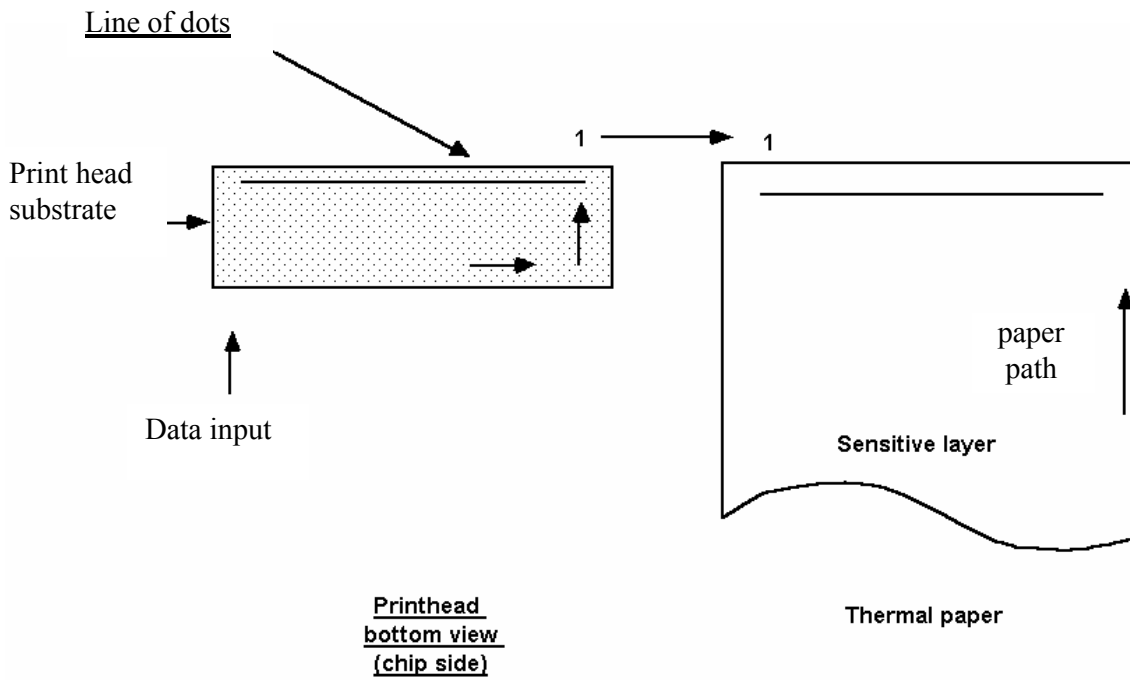 Line of dots
1
1
Print head
substrate
paper
path
Data input
Sensitive layer
Printhead
bottom view
(chip side)
Thermal paper